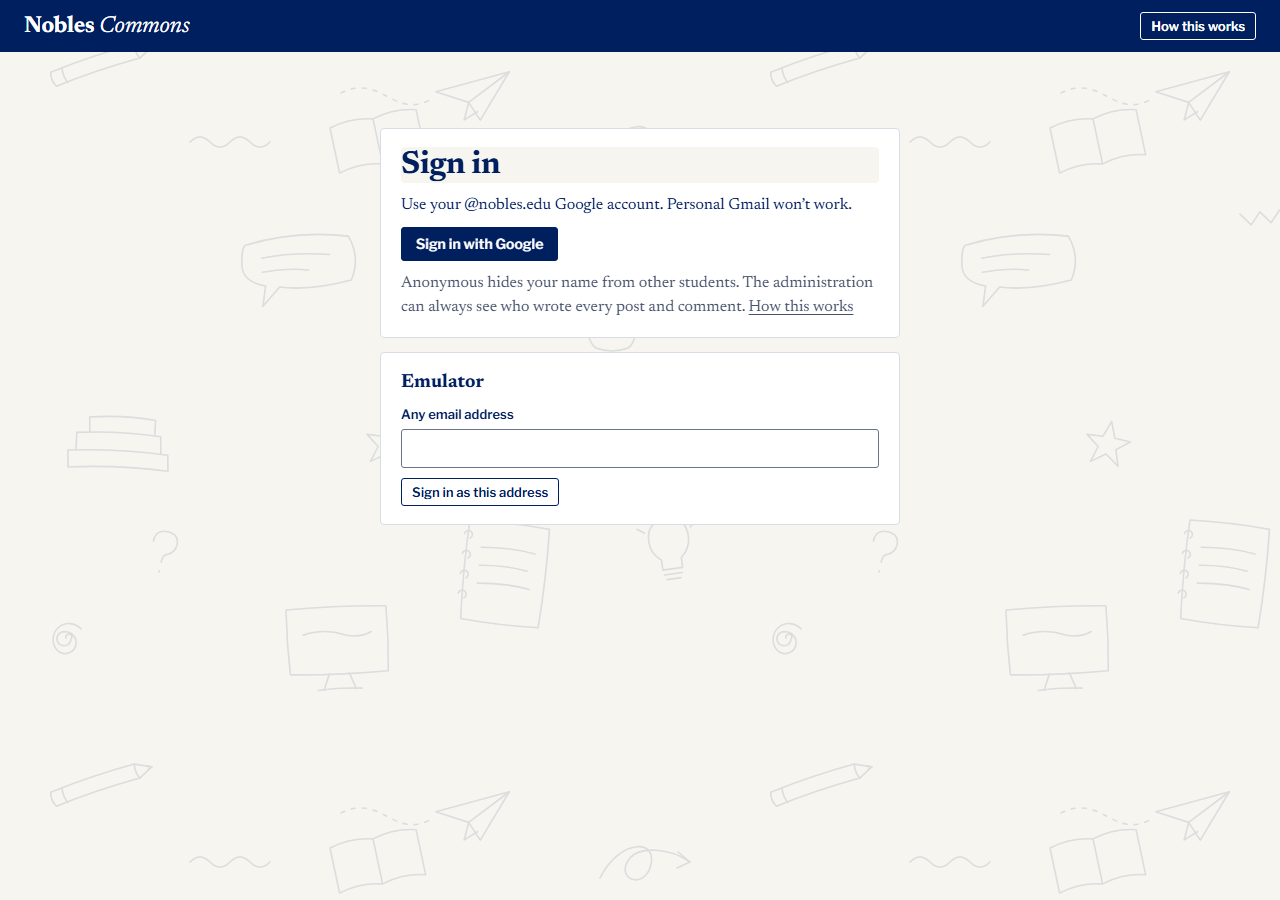 Nobles Commons
How this works
Sign in
Use your @nobles.edu Google account. Personal Gmail won’t work.
Sign in with Google
Anonymous hides your name from other students. The administration
can always see who wrote every post and comment. How this works
Emulator
Any email address
Sign in as this address
?
?